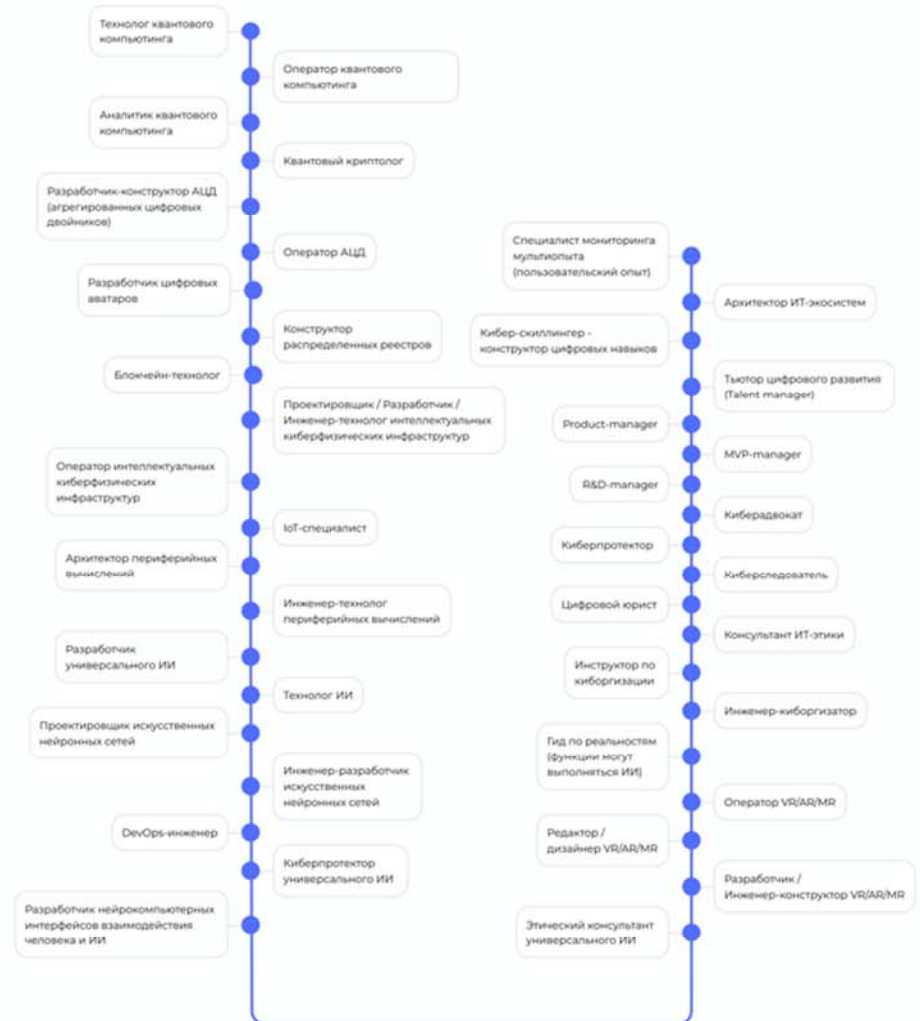 Технолог квантового
компьютинга
Оператор квантового
компьютинга
Аналитик квантового
компьютинга
Квантовый криптолог
Разработчик-конструктор АЦД
(агрегированных цифровых
двойников)
Оператор АЦД
Разработчик цифровых
аватаров
Конструктор
распределенных реестров
Блокчейн-технолог
Проектировщик / Разработчик /
Инженер-технолог интеллектуальных
киберфизических инфраструктур
Оператор интеллектуальных
киберфизических
инфраструктур
IoT-специалист
Архитектор периферийных
вычислений
Инженер-технолог
периферийных вычислений
Разработчик
универсального ИИ
Технолог ИИ
Проектировщик искусственных
нейронных сетей
Инженер-разработчик
искусственных
нейронных сетей
DevOps-инженер
Киберпротектор
универсального ИИ
Разработчик нейрокомпьютерных
интерфейсов взаимодействия
человека и ИИ
Специалист мониторинга
мультиопыта
(пользовательский опыт)
Архитектор ИТ-экосистем
Кибер-скиллингер -
конструктор цифровых навыков
Тьютор цифрового развития
(Talent manager)
Product-manager
MVP-manager
R&D-manager
Киберадвокат
Киберпротектор
Киберследователь
Цифровой юрист
Консультант ИТ-этики
Инструктор по
киборгизации
Инженер-киборгизатор
Гид по реальностям
(функции могут
выполняться ИИ)
Оператор VR/AR/MR
Редактор /
дизайнер VR/AR/MR
Разработчик /
Инженер-конструктор VR/AR/MR
Этический консультант
универсального ИИ